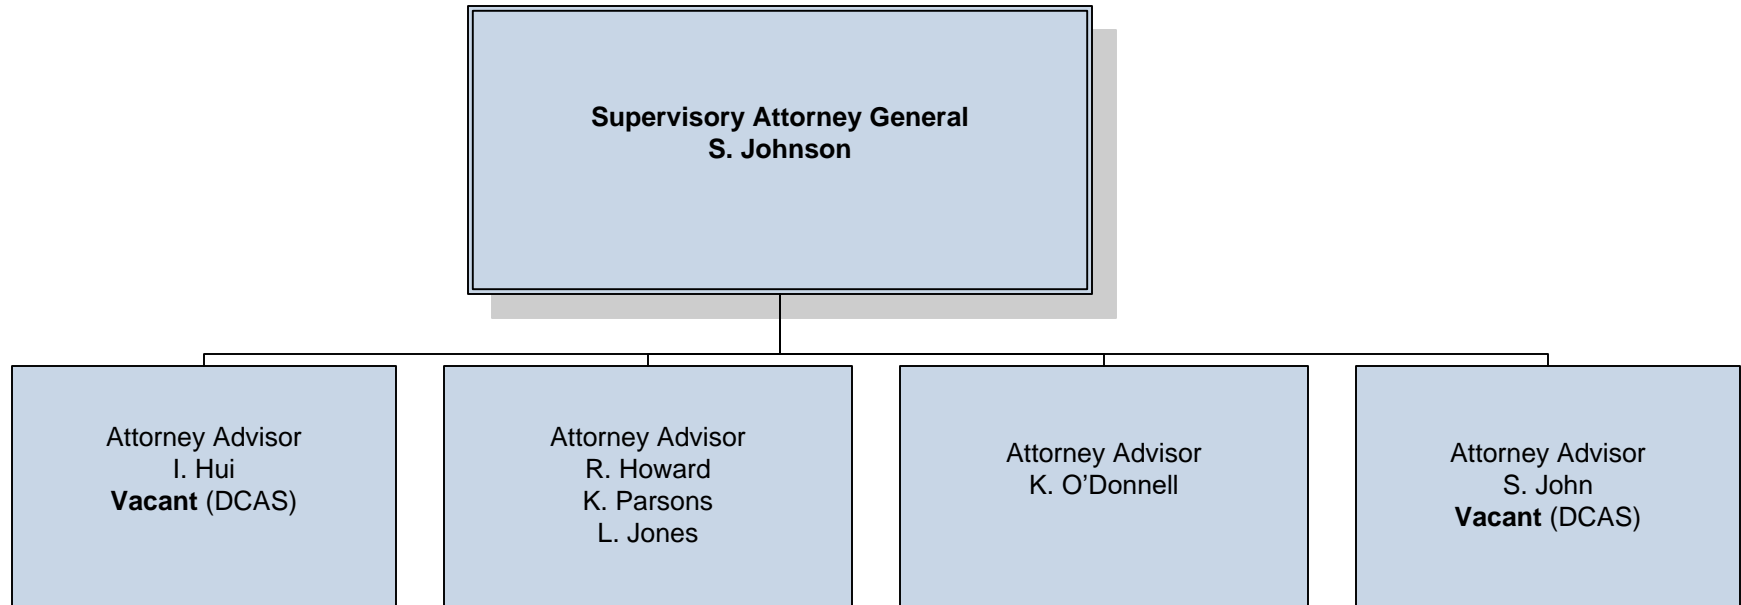 Supervisory Attorney General
S. Johnson
Attorney Advisor
I. Hui
Vacant (DCAS)
Attorney Advisor
R. Howard
K. Parsons
L. Jones
Attorney Advisor
K. O’Donnell
Attorney Advisor
S. John
Vacant (DCAS)